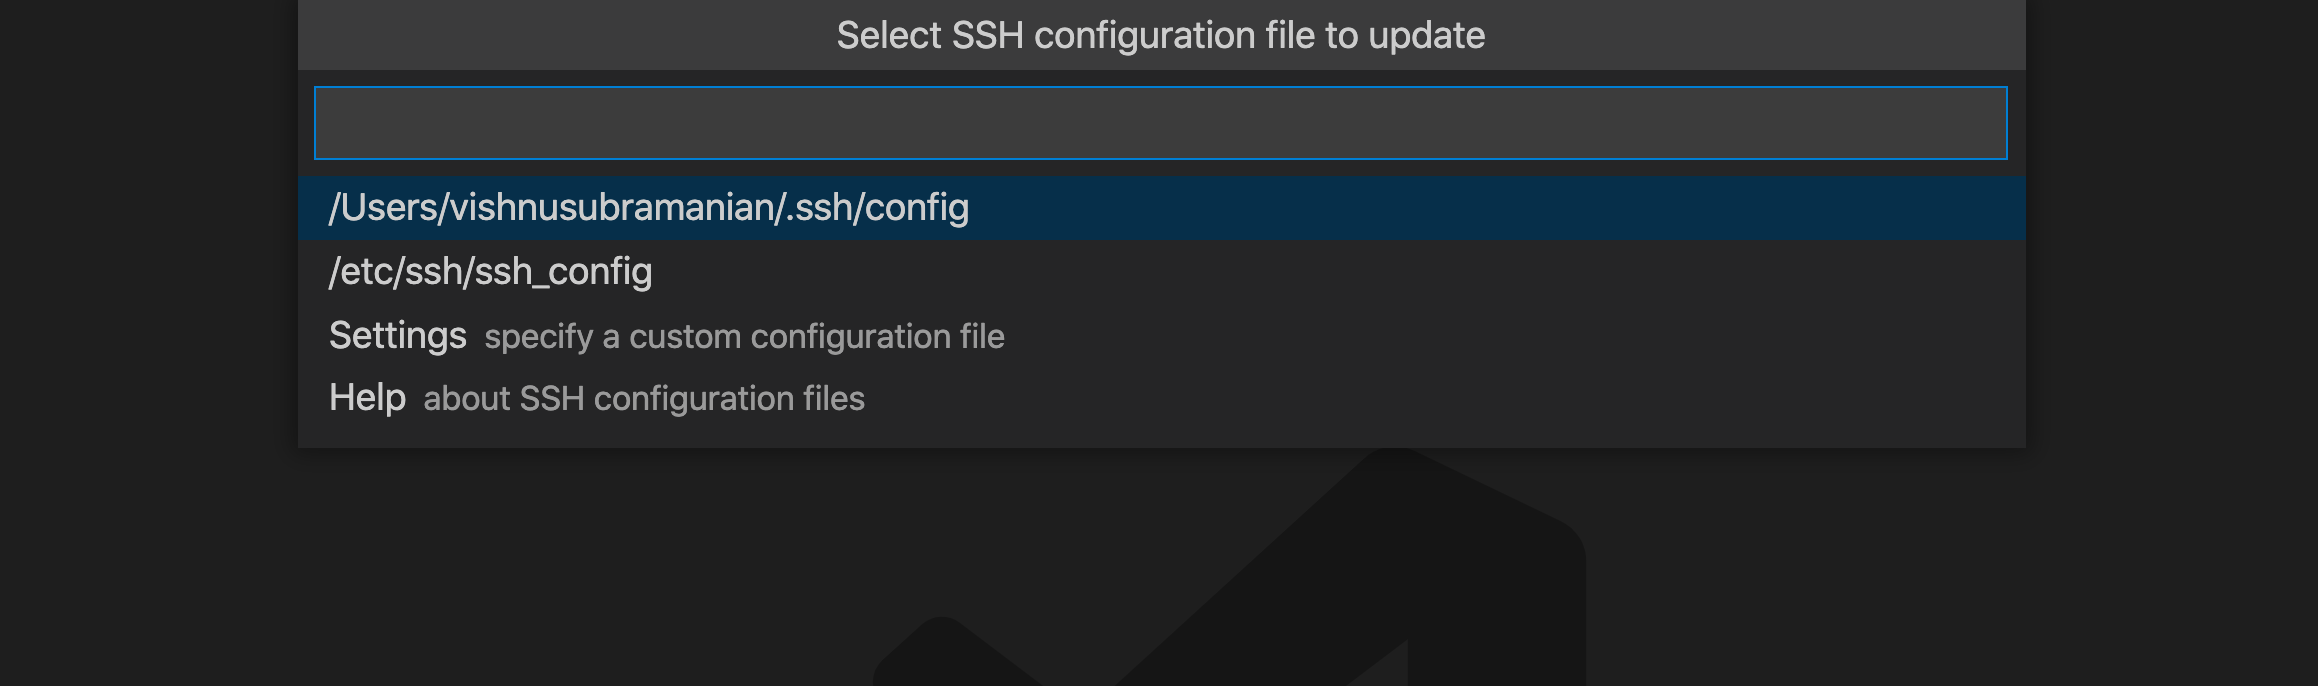 Select SSH configuration file to update
/Users/vishnusubramanian/.ssh/config
/etc/ssh/ssh_config
Settings specify a custom configuration file
Help about SSH configuration files